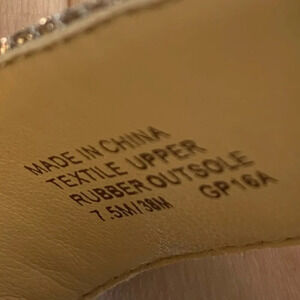 MADE IN CHINA
TEXTILE UPPER
RUBBER OUTSOLE
7.5M/38M GP16A